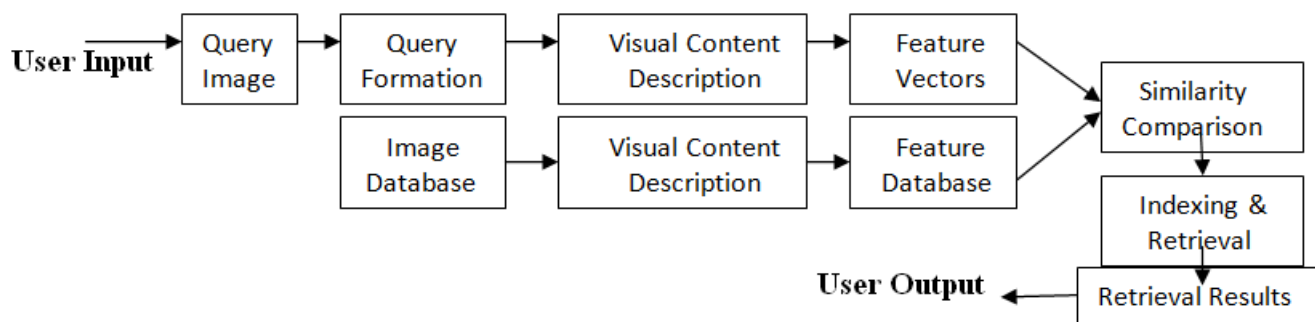 User Input
Query
Image
Query
Formation
Visual Content
Description
Feature
Vectors
Image
Database
Visual Content
Description
Feature
Database
Similarity
Comparison
Indexing &
Retrieval
Retrieval Results
User Output